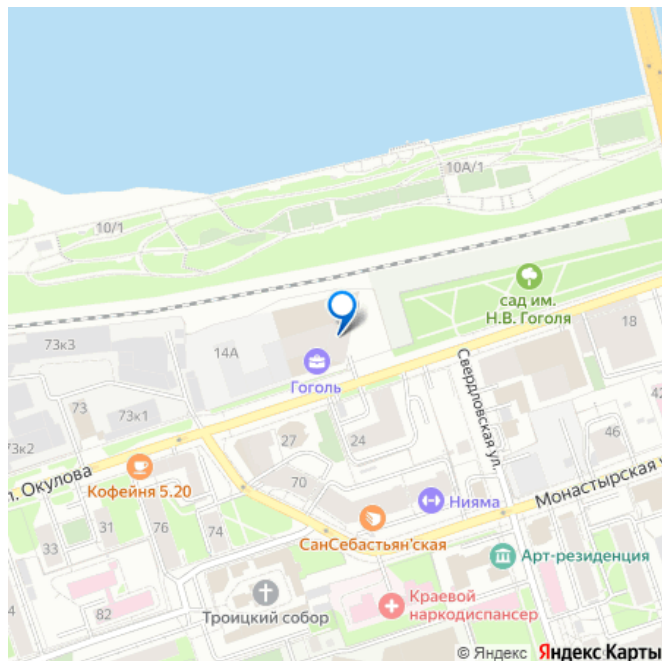 10А/1
10/1
сад им.
Н.В. Гоголя
18
73к3
14А
Гоголь
Свердловская ул.
73
73к1
42
73к2
27
24
46
л. Окулова
Кофейня 5.20
70
Нияма
Монастырская у
33
31
76
74
СанСебастьян'ская
Арт-резиденция
82
Троицкий собор
Краевой
наркодиспансер
© Яндекс Яндекс Карты